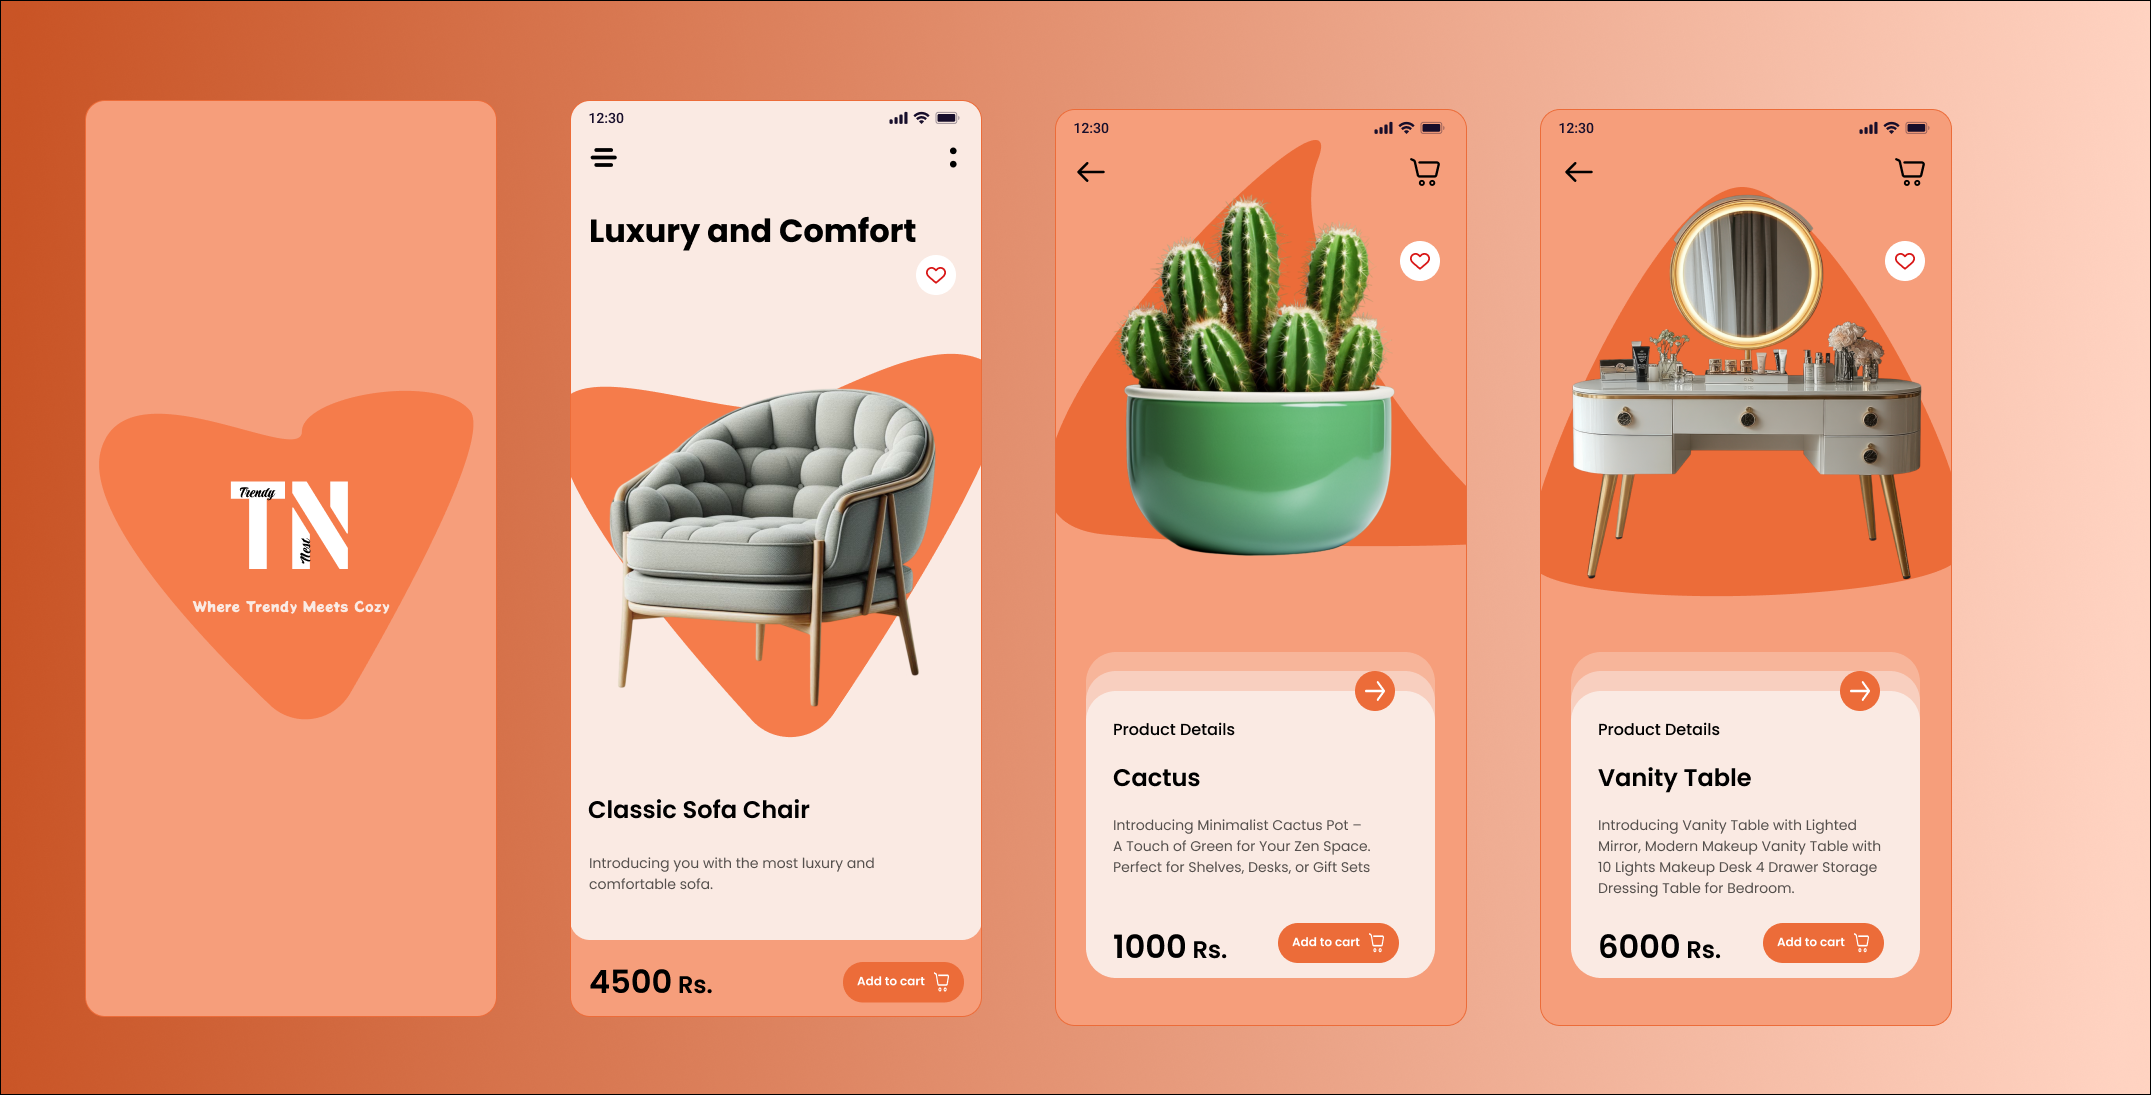 Trendy
TN
Nest
Where Trendy Meets Cozy
12:30
Luxury and Comfort
Classic Sofa Chair
Introducing you with the most luxury and
comfortable sofa.
4500 Rs.
Add to cart
12:30
Product Details
Cactus
Introducing Minimalist Cactus Pot –
A Touch of Green for Your Zen Space.
Perfect for Shelves, Desks, or Gift Sets
1000 Rs.
Add to cart
12:30
Product Details
Vanity Table
Introducing Vanity Table with Lighted
Mirror, Modern Makeup Vanity Table with
10 Lights Makeup Desk 4 Drawer Storage
Dressing Table for Bedroom.
6000 Rs.
Add to cart